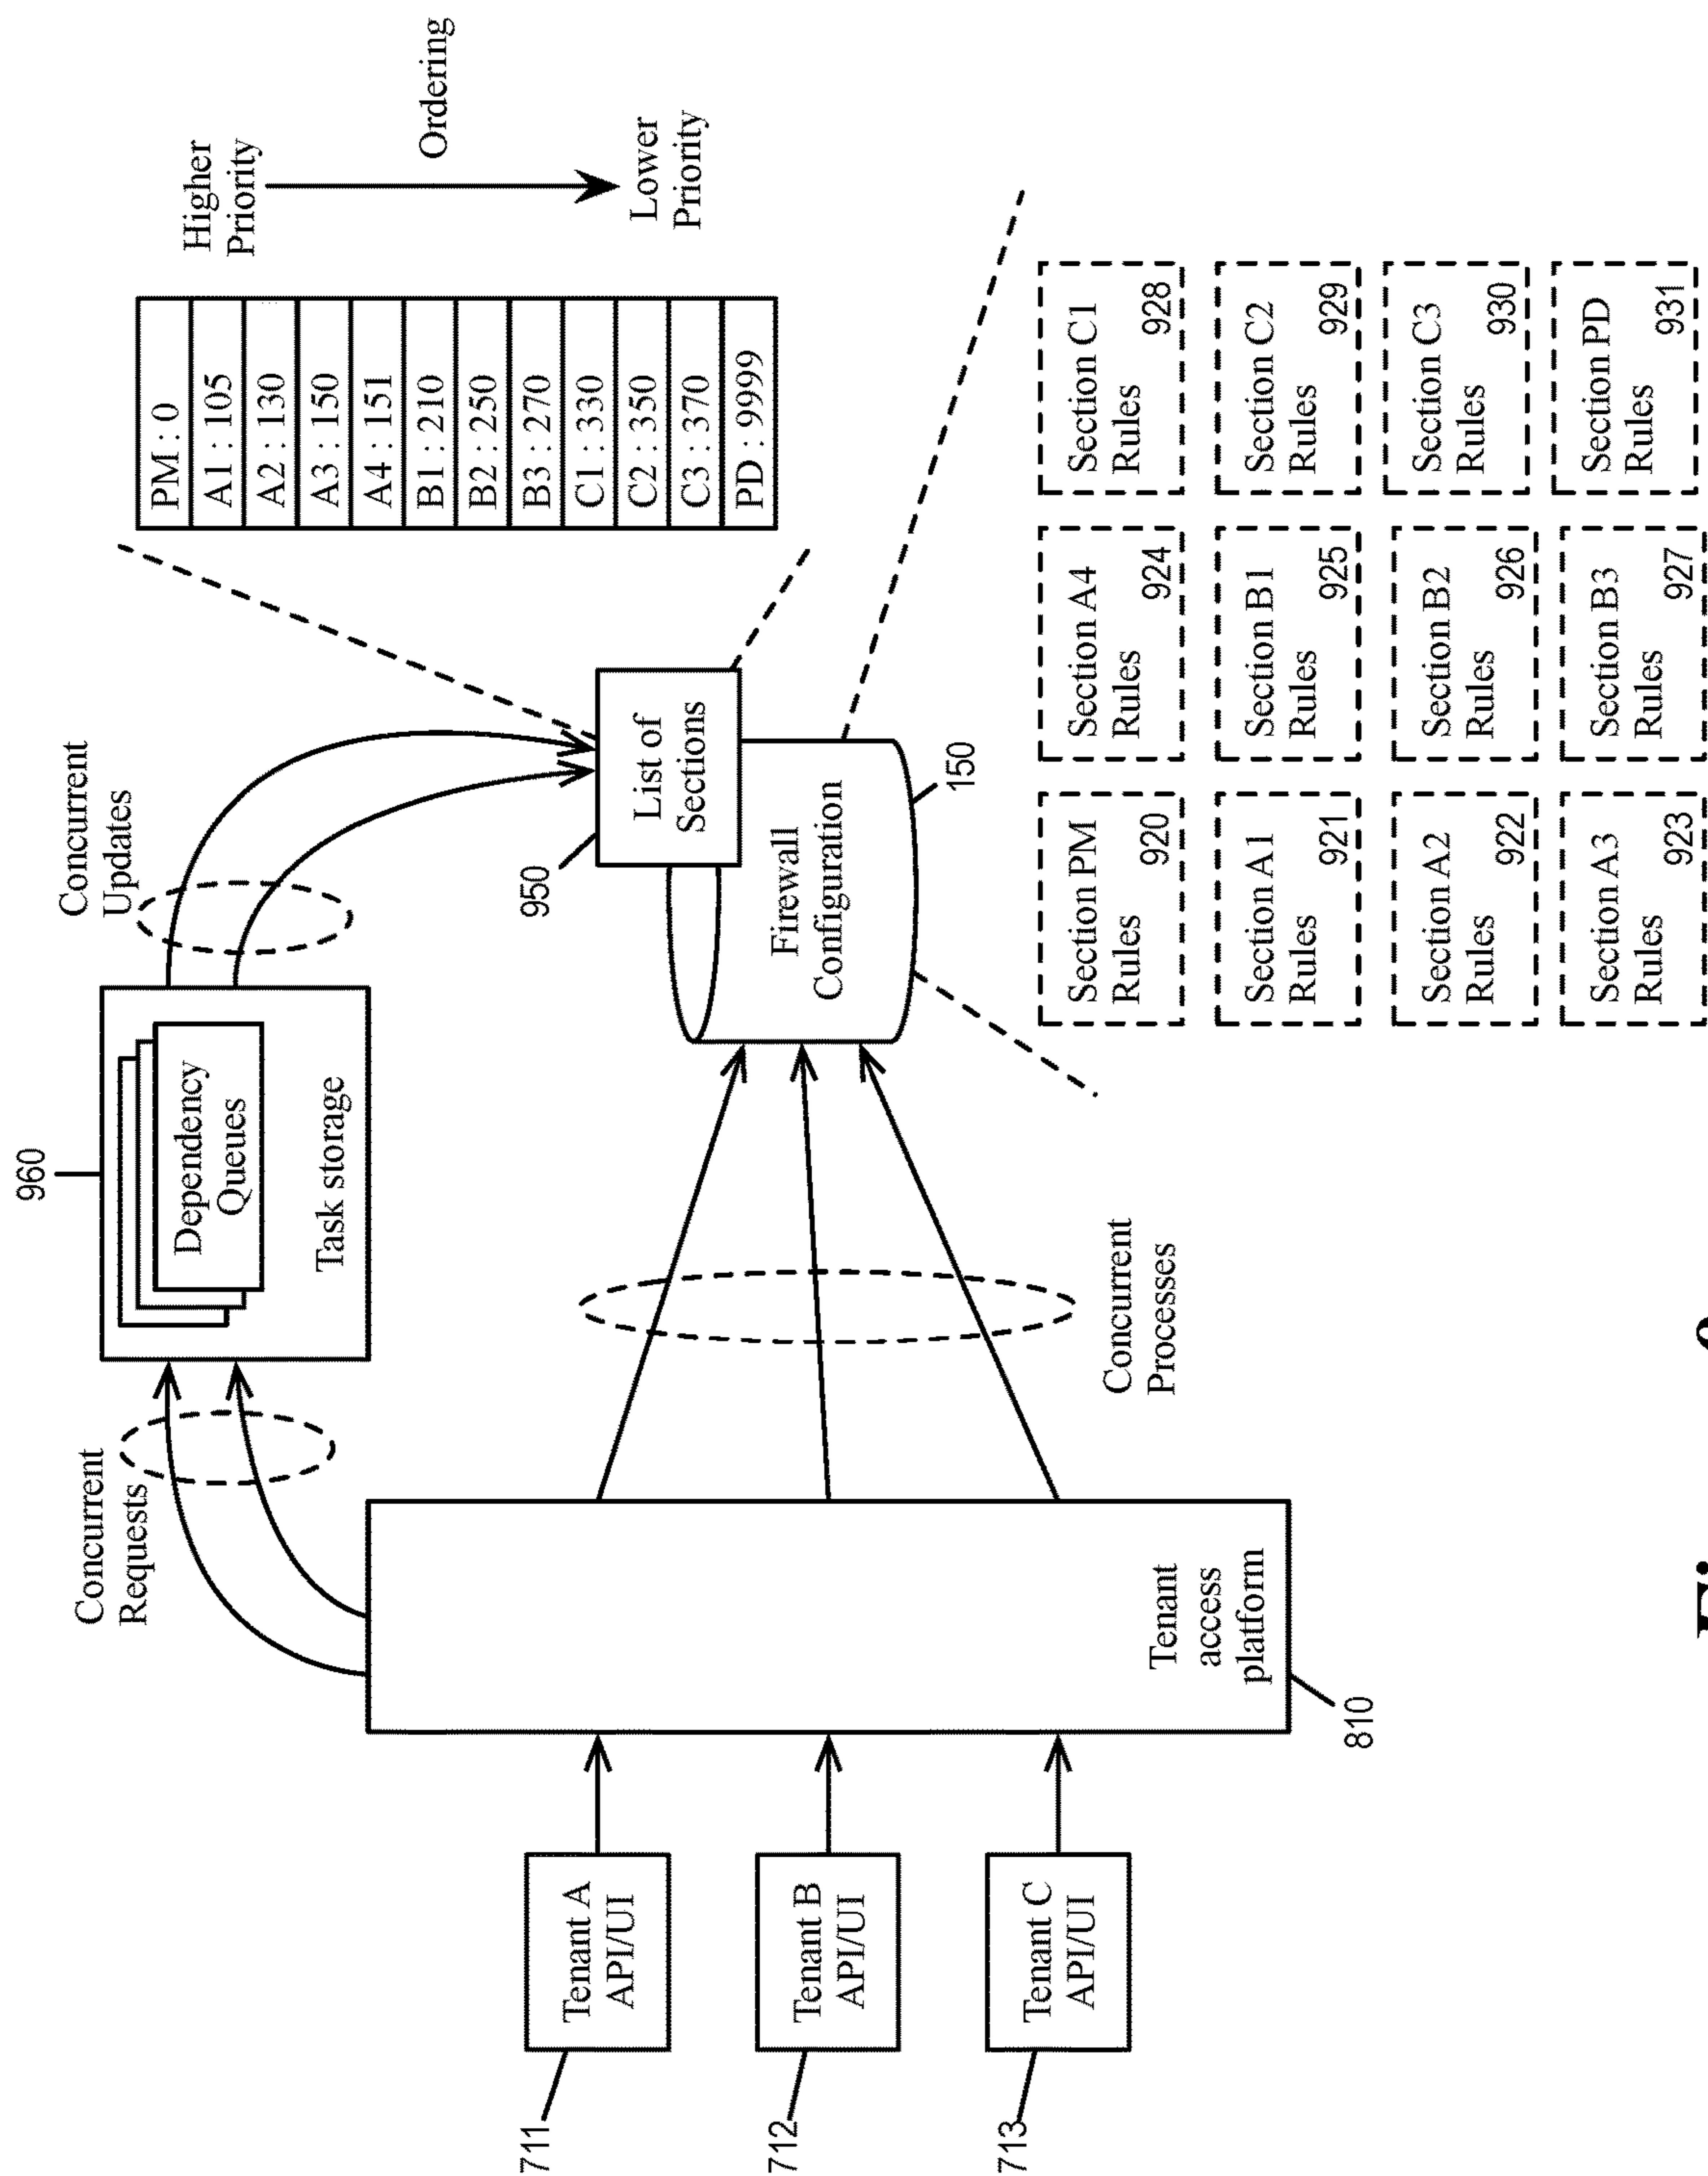 960
Concurrent
Requests
Dependency
Queues
Task storage
Concurrent
Updates
Higher
Priority
Ordering
Lower
Priority
PM : 0
A1 : 105
A2 : 130
A3 : 150
A4 : 151
B1 : 210
B2 : 250
B3 : 270
C1 : 330
C2 : 350
C3 : 370
PD : 9999
950
List of
Sections
711
Tenant A
API/UI
712
Tenant B
API/UI
713
Tenant C
API/UI
Tenant
access
platform
810
Concurrent
Processes
Firewall
Configuration
150
Section PM
Rules
920
Section A4
Rules
924
Section C1
Rules
928
Section A1
Rules
921
Section B1
Rules
925
Section C2
Rules
929
Section A2
Rules
922
Section B2
Rules
926
Section C3
Rules
930
Section A3
Rules
923
Section B3
Rules
927
Section PD
Rules
931